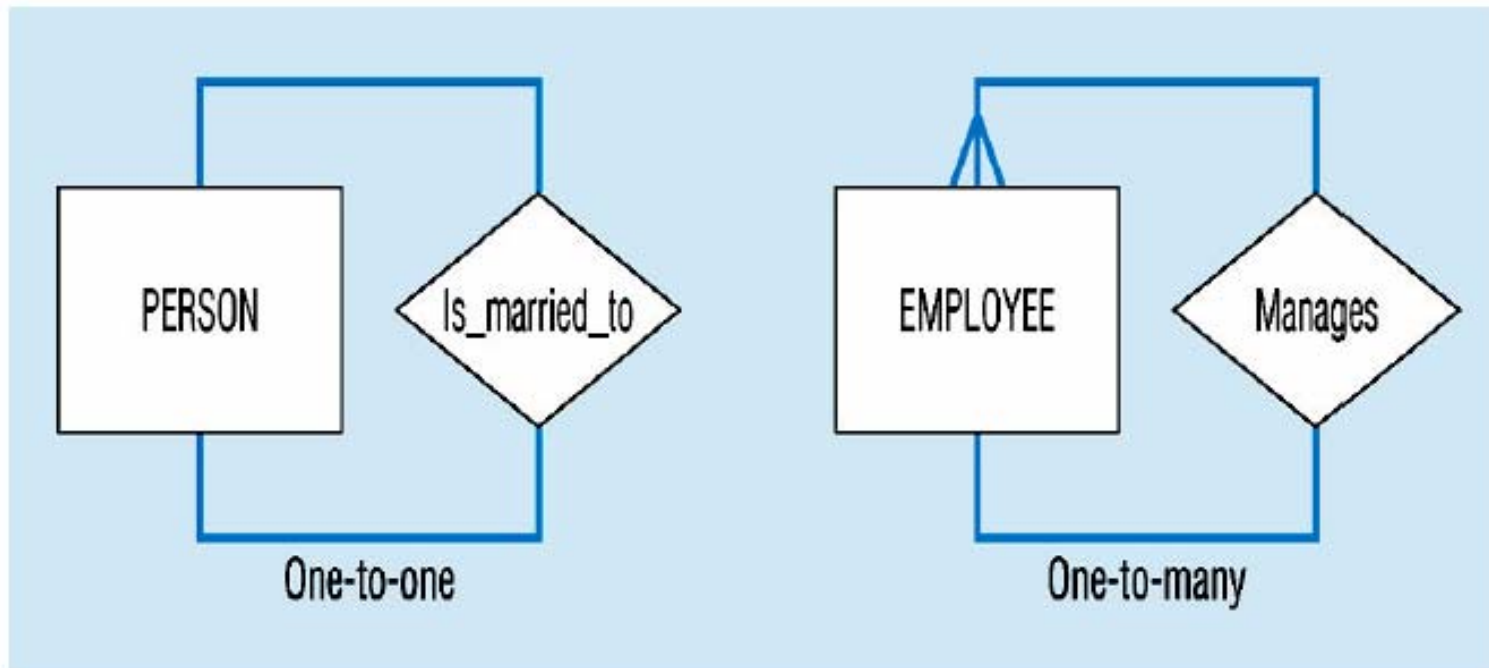 PERSON
Is_married_to
EMPLOYEE
Manages
One-to-one
One-to-many